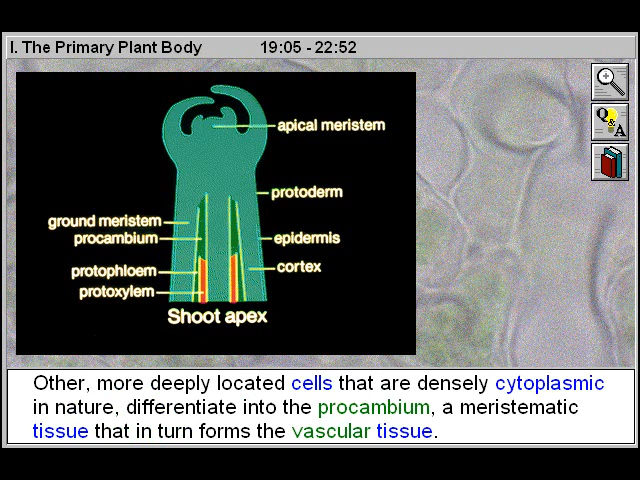 I. The Primary Plant Body 19:05 - 22:52
Q
&
A
apical meristem
protoderm
ground meristem
procambium
epidermis
protophloem
cortex
protoxylem
Shoot apex
Other, more deeply located cells that are densely cytoplasmic
in nature, differentiate into the procambium, a meristematic
tissue that in turn forms the vascular tissue.